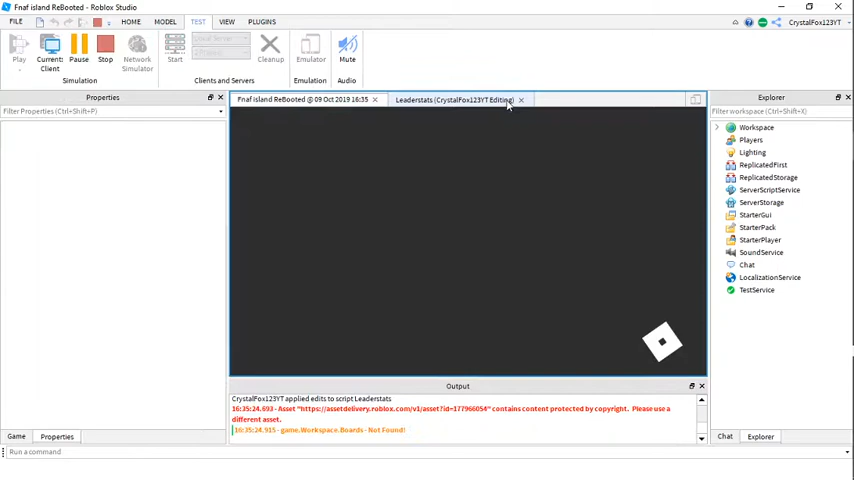 Fnaf island ReBooted - Roblox Studio
FILE HOME MODEL TEST VIEW PLUGINS CrystalFox123YT
Local Server
2 Players
Play Current: Client Pause Stop Network Simulator Start Cleanup Emulator Mute
Simulation Clients and Servers Emulation Audio
Properties
Filter Properties (Ctrl+Shift+P)
Fnaf island ReBooted @ 09 Oct 2019 16:35
Leaderstats (CrystalFox123YT Editing)
Explorer
Filter workspace (Ctrl+Shift+X)
Workspace
Players
Lighting
ReplicatedFirst
ReplicatedStorage
ServerScriptService
ServerStorage
StarterGui
StarterPack
StarterPlayer
SoundService
Chat
LocalizationService
TestService
Output
CrystalFox123YT applied edits to script Leaderstats
16:35:24.693 - Asset "https://assetdelivery.roblox.com/v1/asset?id=177966054" contains content protected by copyright. Please use a
different asset.
16:35:24.915 - game.Workspace.Boards - Not Found!
Game Properties
Chat Explorer
Run a command